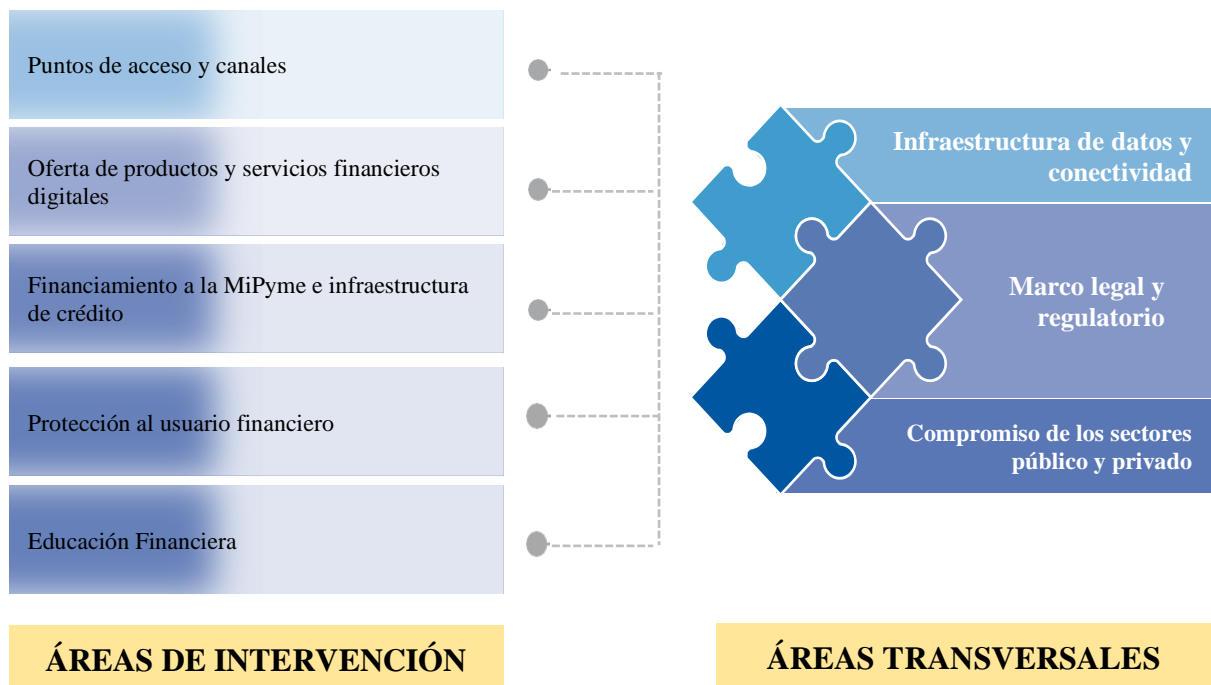 Puntos de acceso y canales
Oferta de productos y servicios financieros
digitales
Financiamiento a la MiPyme e infraestructura
de crédito
Protección al usuario financiero
Educación Financiera
ÁREAS DE INTERVENCIÓN
Infraestructura de datos y
conectividad
Marco legal y
regulatorio
Compromiso de los sectores
público y privado
ÁREAS TRANSVERSALES